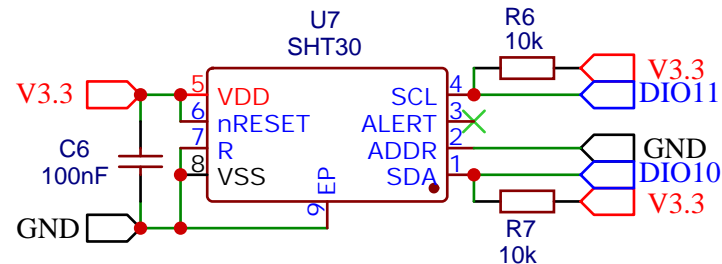 U7
SHT30
R6
10k
V3.3
5
VDD
SCL
4
V3.3
DIO11
6
nRESET
ALERT
3
7
R
ADDR
2
GND
C6
100nF
8
VSS
SDA
1
DIO10
EP
9
GND
V3.3
R7
10k